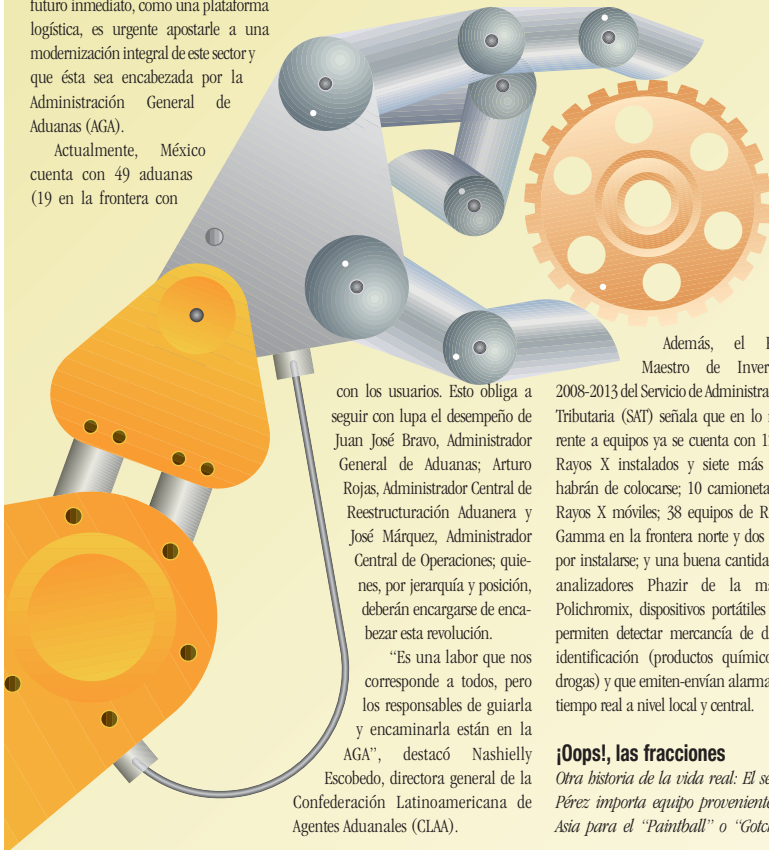 futuro inmediato, como una plataforma
logística, es urgente apostarle a una
modernización integral de este sector y
que ésta sea encabezada por la
Administración General de
Aduanas (AGA).
Actualmente, México
cuenta con 49 aduanas
(19 en la frontera con
con los usuarios. Esto obliga a
seguir con lupa el desempeño de
Juan José Bravo, Administrador
General de Aduanas; Arturo
Rojas, Administrador Central de
Reestructuración Aduanera y
José Márquez, Administrador
Central de Operaciones; quie-
nes, por jerarquía y posición,
deberán encargarse de enca-
bezar esta revolución.
“Es una labor que nos
corresponde a todos, pero
los responsables de guiarla
y encaminarla están en la
AGA”, destacó Nashielly
Escobedo, directora general de la
Confederación Latinoamericana de
Agentes Aduanales (CLAA).
Además, el
Maestro de
2008-2013 del Servicio de
Tributaria (SAT) señala que en lo
rente a equipos ya se cuenta con
Rayos X instalados y siete más
habrán de colocarse; 10
Rayos X móviles; 38 equipos de
Gamma en la frontera norte y dos
por instalarse; y una buena
analizadores Phazir de la
Polichromix, dispositivos portátiles
permiten detectar mercancía de
identificación (productos
drogas) y que emiten-envían
tiempo real a nivel local y central.
¡Oops!, las fracciones
Otra historia de la vida real: El
Pérez importa equipo
Asia para el “Paintball” o